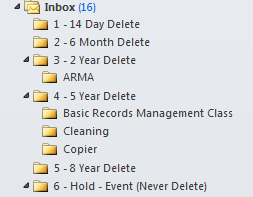 Inbox (16)
1 - 14 Day Delete
2 - 6 Month Delete
3 - 2 Year Delete
ARMA
4 - 5 Year Delete
Basic Records Management Class
Cleaning
Copier
5 - 8 Year Delete
6 - Hold - Event (Never Delete)